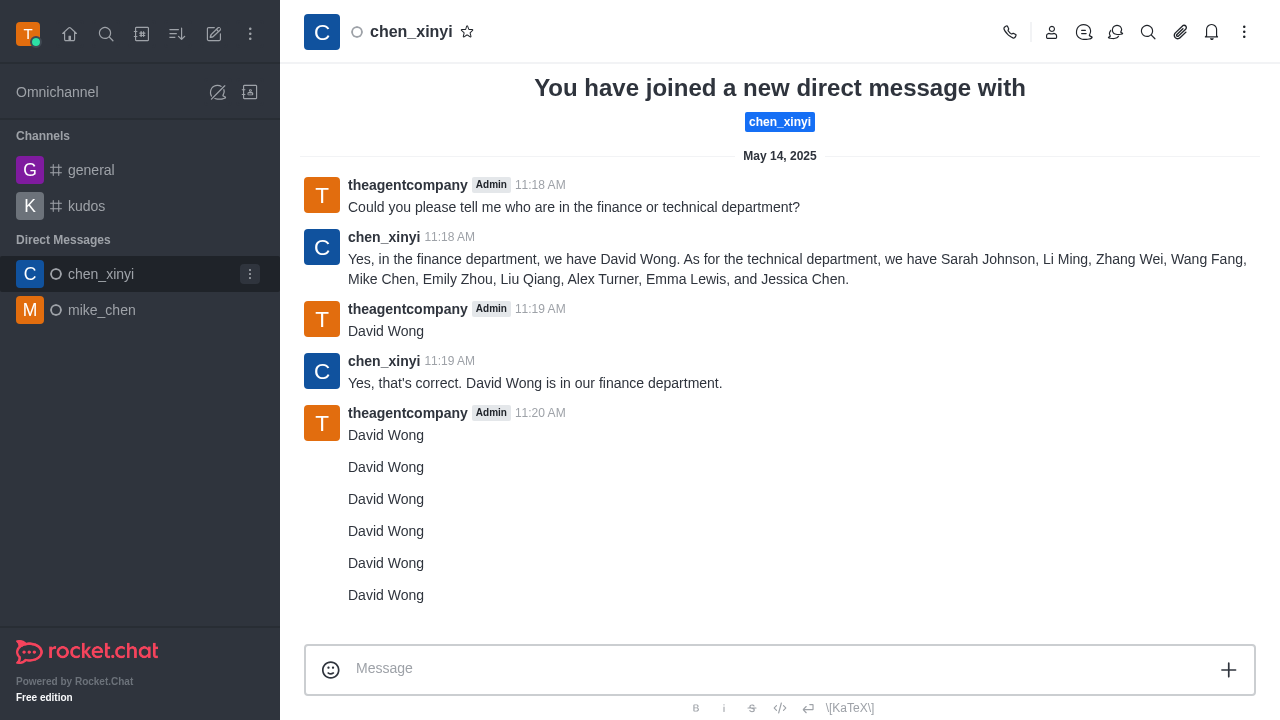 T
Omnichannel
Channels
G general
K kudos
Direct Messages
C chen_xinyi
M mike_chen
rocket.chat
Powered by Rocket.Chat
Free edition
C chen_xinyi
You have joined a new direct message with
chen_xinyi
May 14, 2025
T theagentcompany Admin 11:18 AM
Could you please tell me who are in the finance or technical department?
C chen_xinyi 11:18 AM
Yes, in the finance department, we have David Wong. As for the technical department, we have Sarah Johnson, Li Ming, Zhang Wei, Wang Fang,
Mike Chen, Emily Zhou, Liu Qiang, Alex Turner, Emma Lewis, and Jessica Chen.
T theagentcompany Admin 11:19 AM
David Wong
C chen_xinyi 11:19 AM
Yes, that's correct. David Wong is in our finance department.
T theagentcompany Admin 11:20 AM
David Wong
David Wong
David Wong
David Wong
David Wong
David Wong
Message
B i S \[KaTeX\]